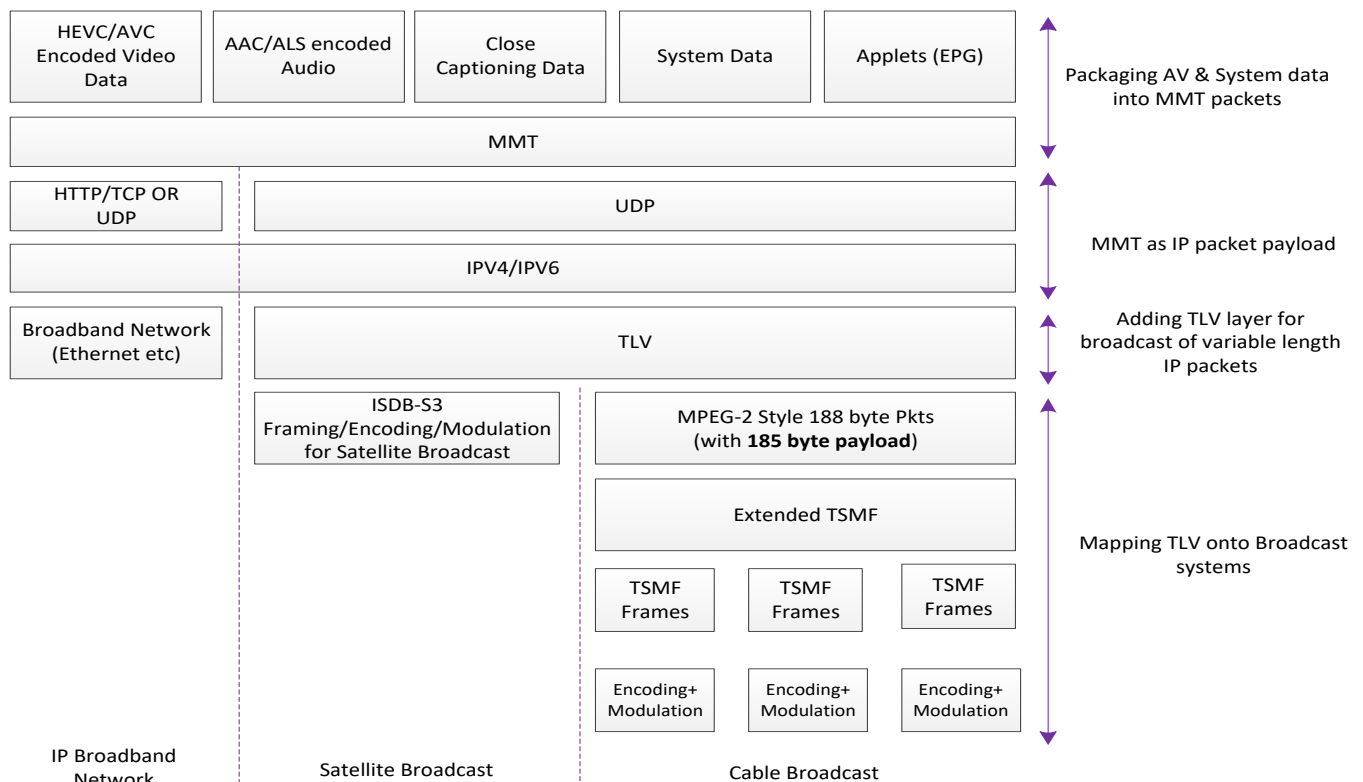 HEVC/AVC
Encoded Video
Data
AAC/ALS encoded
Audio
Close
Captioning Data
System Data
Applets (EPG)
Packaging AV & System data
into MMT packets
MMT
HTTP/TCP OR
UDP
UDP
MMT as IP packet payload
IPV4/IPV6
Broadband Network
(Ethernet etc)
TLV
Adding TLV layer for
broadcast of variable length
IP packets
ISDB-S3
Framing/Encoding/Modulation
for Satellite Broadcast
MPEG-2 Style 188 byte Pkts
(with 185 byte payload)
Extended TSMF
Mapping TLV onto Broadcast
systems
TSMF
Frames
TSMF
Frames
TSMF
Frames
Encoding+
Modulation
Encoding+
Modulation
Encoding+
Modulation
IP Broadband
Network
Satellite Broadcast
Cable Broadcast